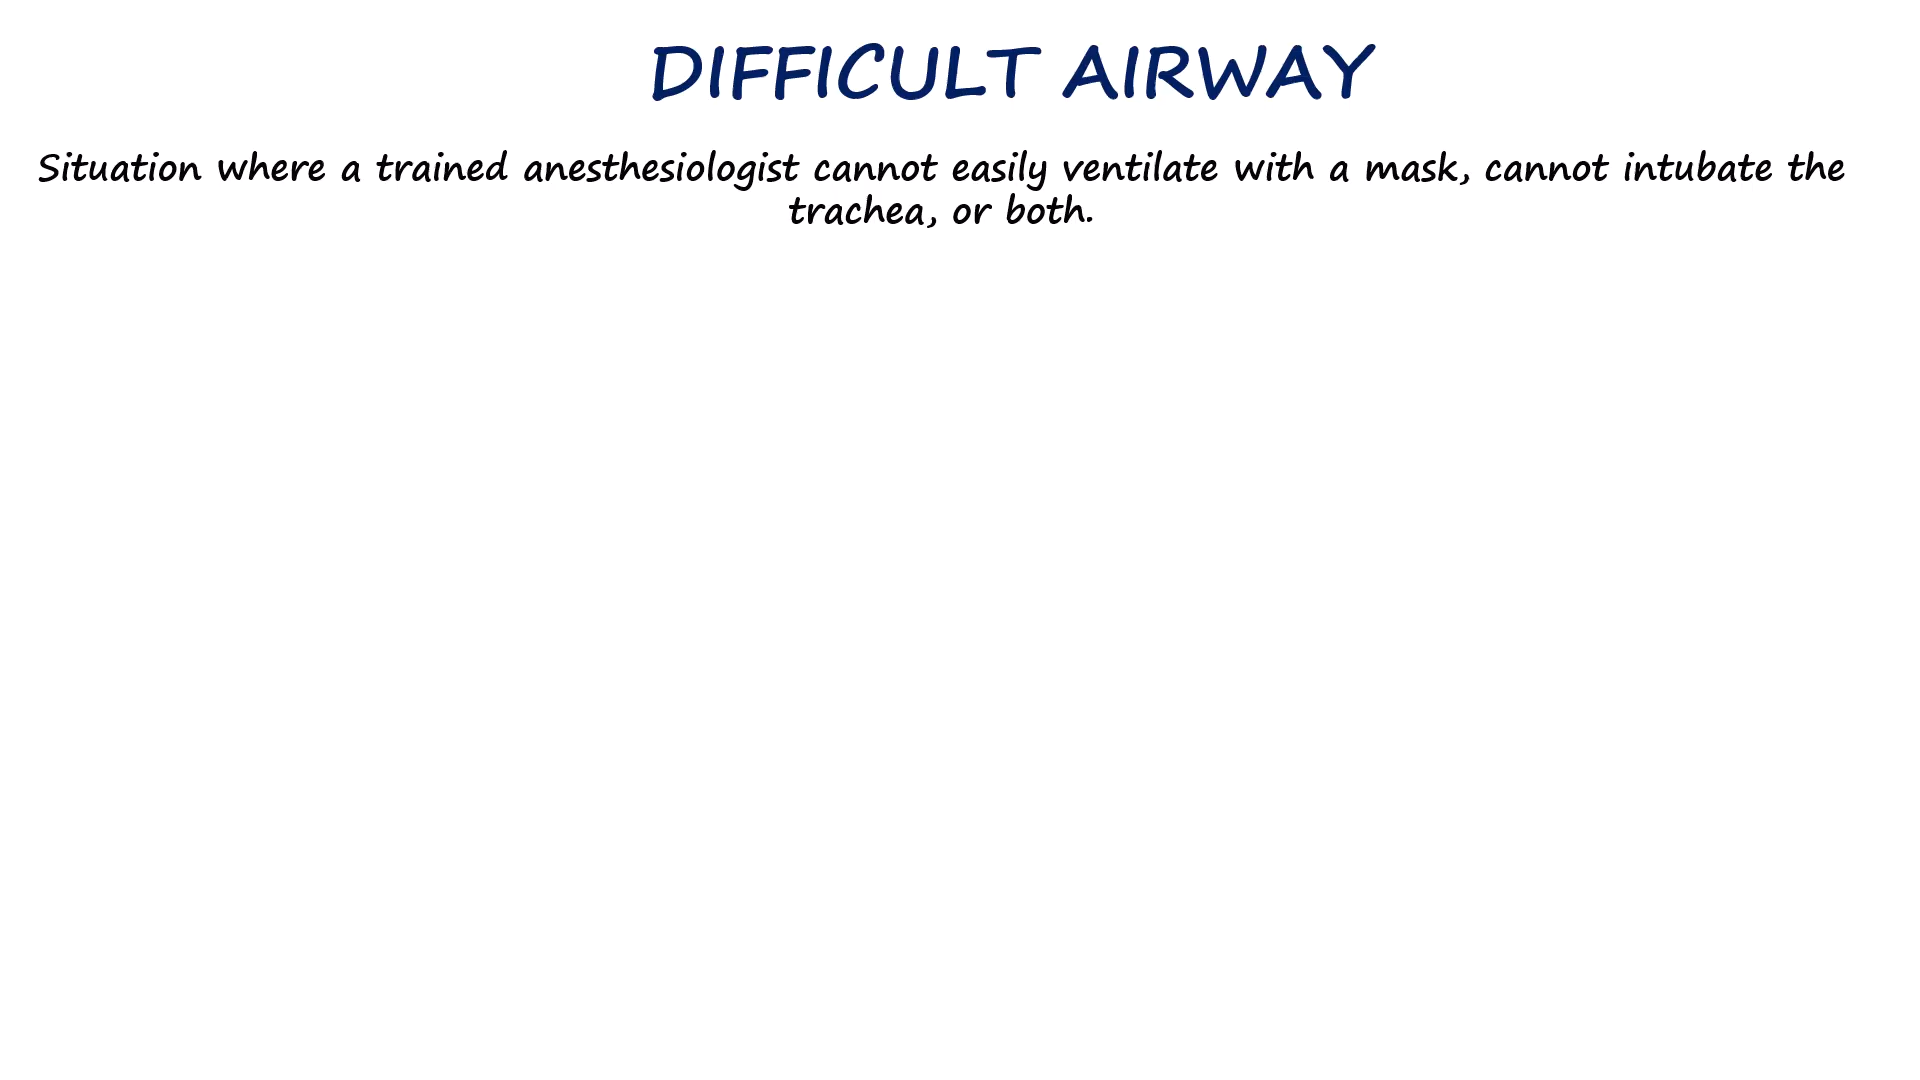 DIFFICULT AIRWAY
Situation where a trained anesthesiologist cannot easily ventilate with a mask, cannot intubate the
trachea, or both.